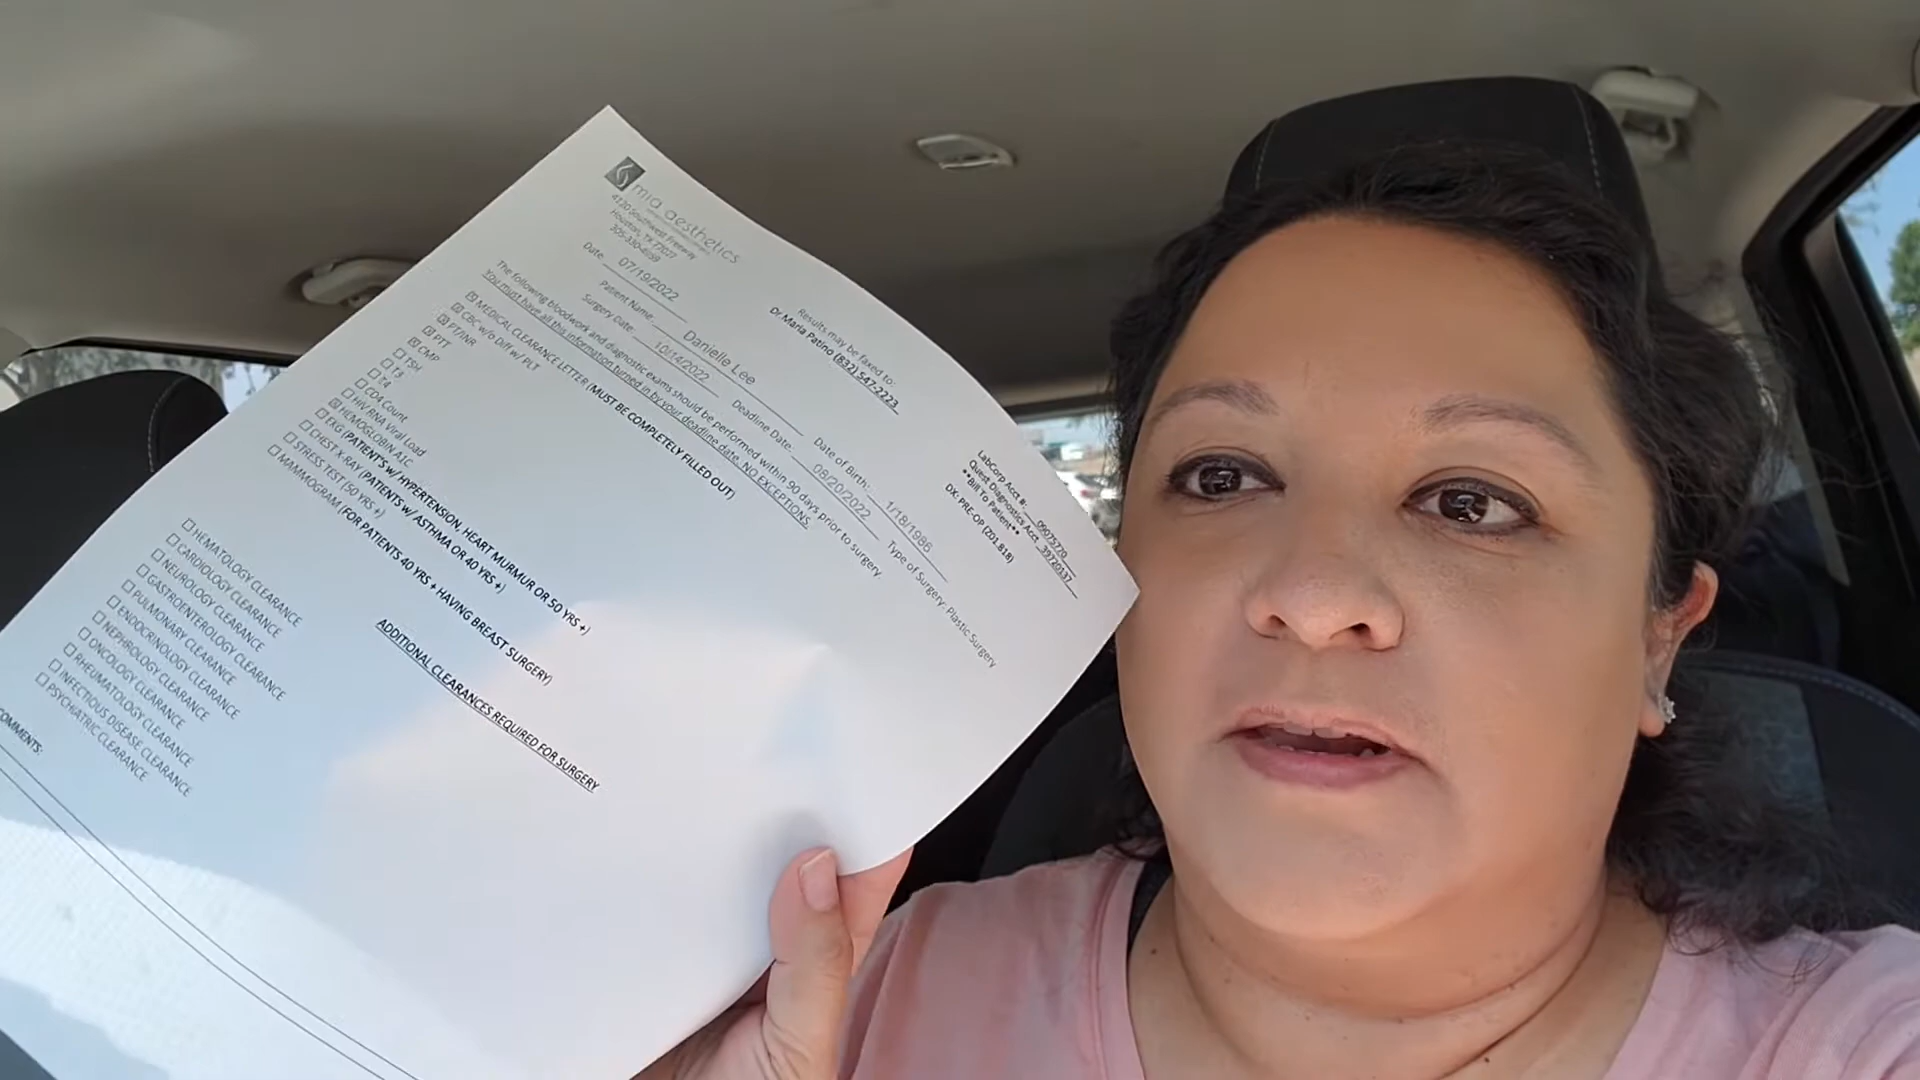 mia aesthetics
4120 Southwest Freeway
Houston, TX 77027
305-330-4959
Results may be faxed to:
Dr Maria Patino (832) 547-2223
LabCorp Acct #: 09075770
Quest Diagnostics Acct 39720137
**Bill To Patient**
DX: PRE-OP (Z01.818)
Date 07/19/2022
Patient Name: Danielle Lee Date of Birth: 1/18/1986
Surgery Date: 10/14/2022 Deadline Date: 08/20/2022 Type of Surgery: Plastic Surgery
The following bloodwork and diagnostic exams should be performed within 90 days prior to surgery
You must have all this information turned in by your deadline date. NO EXCEPTIONS.
☒ MEDICAL CLEARANCE LETTER (MUST BE COMPLETELY FILLED OUT)
☒ CBC w/o Diff w/ PLT
☒ PT/INR
☒ PTT
☒ CMP
☐ TSH
☐ T3
☐ T4
☐ CD4 Count
☐ HIV RNA Viral Load
☒ HEMOGLOBIN A1C
☐ EKG (PATIENT'S w/ HYPERTENSION, HEART MURMUR OR 50 YRS +)
☐ CHEST X-RAY (PATIENTS w/ ASTHMA OR 40 YRS +)
☐ STRESS TEST (50 YRS +)
☐ MAMMOGRAM (FOR PATIENTS 40 YRS + HAVING BREAST SURGERY)
ADDITIONAL CLEARANCES REQUIRED FOR SURGERY
☐ HEMATOLOGY CLEARANCE
☐ CARDIOLOGY CLEARANCE
☐ NEUROLOGY CLEARANCE
☐ GASTROENTEROLOGY CLEARANCE
☐ PULMONARY CLEARANCE
☐ ENDOCRINOLOGY CLEARANCE
☐ NEPHROLOGY CLEARANCE
☐ ONCOLOGY CLEARANCE
☐ RHEUMATOLOGY CLEARANCE
☐ INFECTIOUS DISEASE CLEARANCE
☐ PSYCHIATRIC CLEARANCE
COMMENTS: